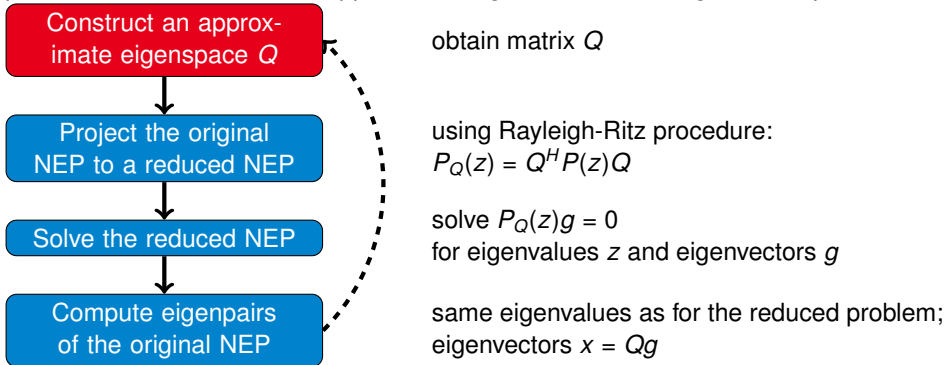 Construct an approx-
imate eigenspace Q
obtain matrix Q
Project the original
NEP to a reduced NEP
using Rayleigh-Ritz procedure:
P_Q(z) = Q^H P(z)Q
Solve the reduced NEP
solve P_Q(z)g = 0
for eigenvalues z and eigenvectors g
Compute eigenpairs
of the original NEP
same eigenvalues as for the reduced problem;
eigenvectors x = Qg